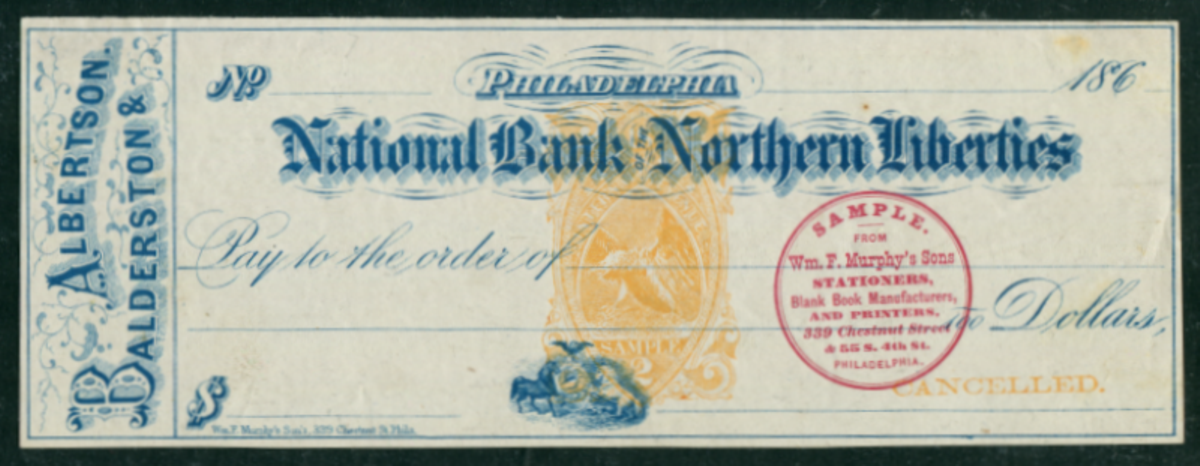 BALDERSTON &
ALBERTSON.
No PHILADELPHIA 186
National Bank of the Northern Liberties
Pay to the order of
100 Dollars,
$
Wm. F. Murphy's Son's, 339 Chestnut St. Phila.
SAMPLE.
FROM
Wm. F. Murphy's Sons
STATIONERS,
Blank Book Manufacturers,
AND PRINTERS,
339 Chestnut Street
& 55 S. 4th St.
PHILADELPHIA.
SAMPLE
CANCELLED.